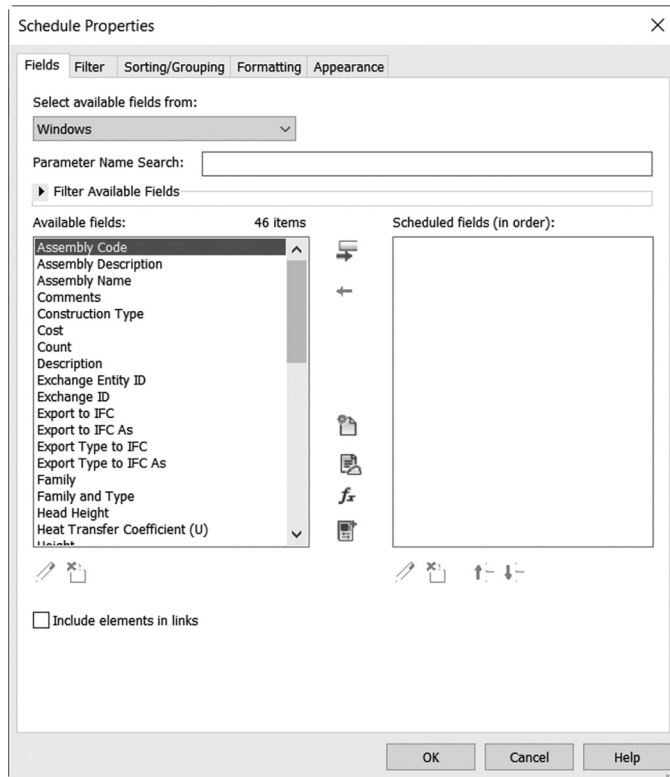 Schedule Properties
Fields Filter Sorting/Grouping Formatting Appearance
Select available fields from:
Windows
Parameter Name Search:
Filter Available Fields
Available fields: 46 items Scheduled fields (in order):
Assembly Code
Assembly Description
Assembly Name
Comments
Construction Type
Cost
Count
Description
Exchange Entity ID
Exchange ID
Export to IFC
Export to IFC As
Export Type to IFC
Export Type to IFC As
Family
Family and Type
Head Height
Heat Transfer Coefficient (U)
Height
fx
Include elements in links
OK Cancel Help